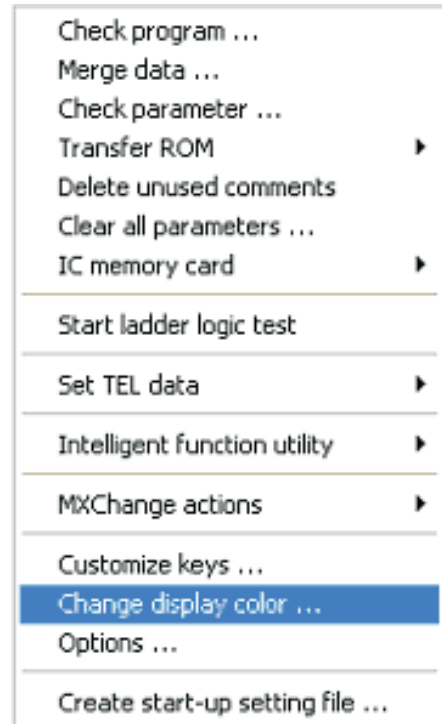 Check program ...
Merge data ...
Check parameter ...
Transfer ROM
Delete unused comments
Clear all parameters ...
IC memory card
Start ladder logic test
Set TEL data
Intelligent function utility
MXChange actions
Customize keys ...
Change display color ...
Options ...
Create start-up setting file ...